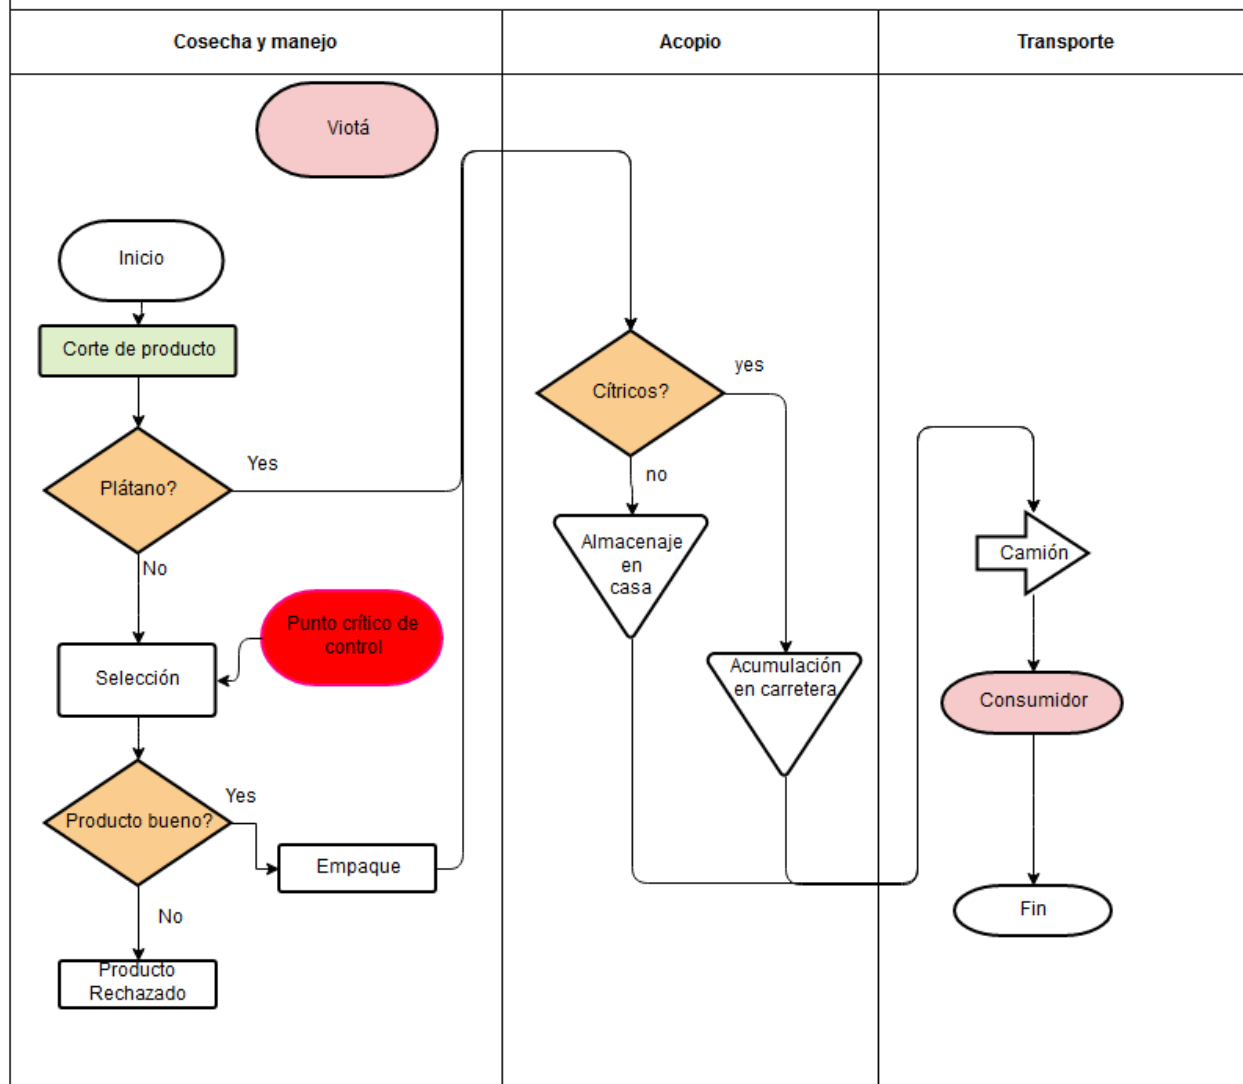 Cosecha y manejo
Acopio
Transporte
Viotá
Inicio
Corte de producto
Plátano?
Yes
No
Punto crítico de
control
Selección
Producto bueno?
Yes
Empaque
No
Producto
Rechazado
Cítricos?
yes
no
Almacenaje
en
casa
Acumulación
en carretera
Camión
Consumidor
Fin